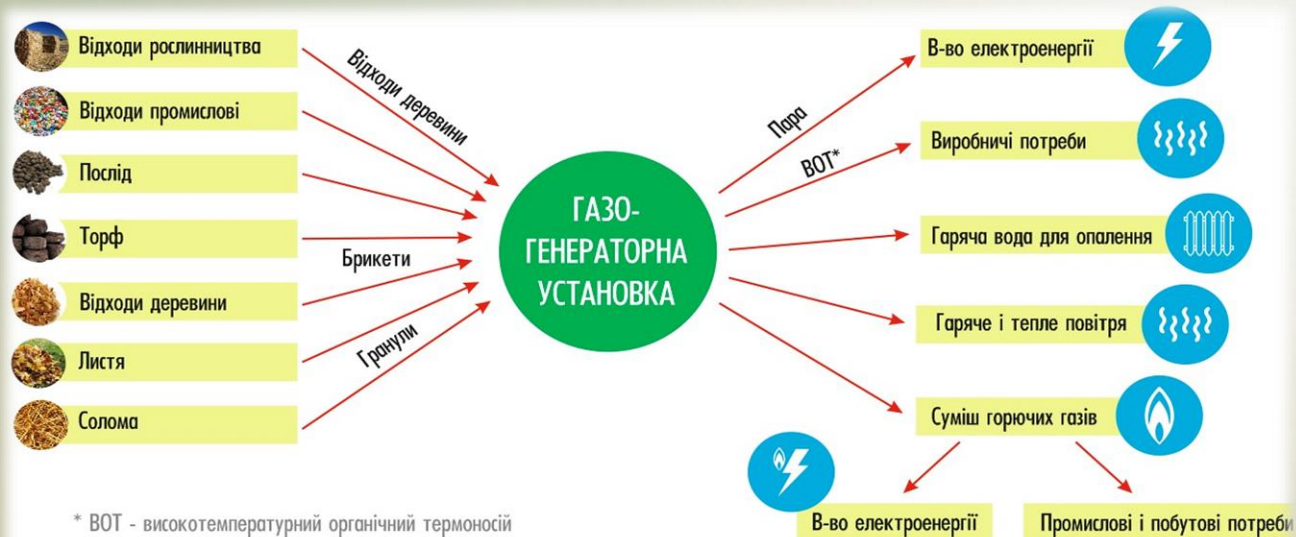 Відходи рослинництва
Відходи промислові
Послід
Торф
Відходи деревини
Листя
Солома
Відходи деревини
Брикети
Гранули
ГАЗО-
ГЕНЕРАТОРНА
УСТАНОВКА
Пара
ВОТ*
В-во електроенергії
Виробничі потреби
Гаряча вода для опалення
Гаряче і тепле повітря
Суміш горючих газів
В-во електроенергії
Промислові і побутові потреби
* ВОТ - високотемпературний органічний термоносій